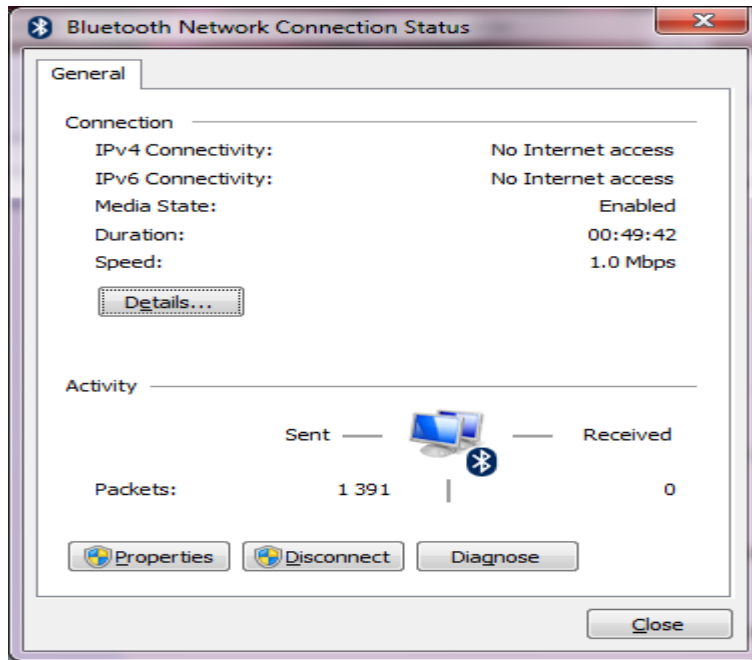 Bluetooth Network Connection Status
General
Connection
IPv4 Connectivity: No Internet access
IPv6 Connectivity: No Internet access
Media State: Enabled
Duration: 00:49:42
Speed: 1.0 Mbps
Details...
Activity
Sent Received
Packets: 1 391 0
Properties Disconnect Diagnose
Close